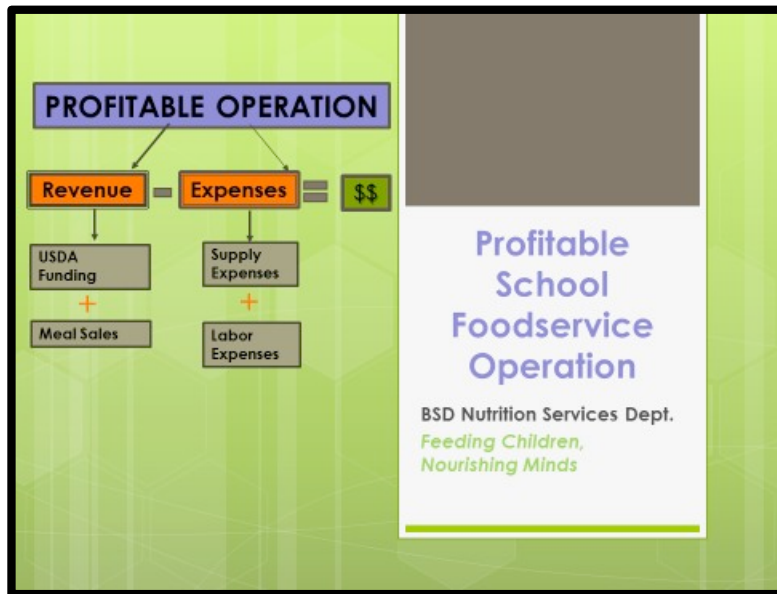 PROFITABLE OPERATION
Revenue - Expenses = $$
USDA
Funding
+
Meal Sales
Supply
Expenses
+
Labor
Expenses
Profitable
School
Foodservice
Operation
BSD Nutrition Services Dept.
Feeding Children,
Nourishing Minds